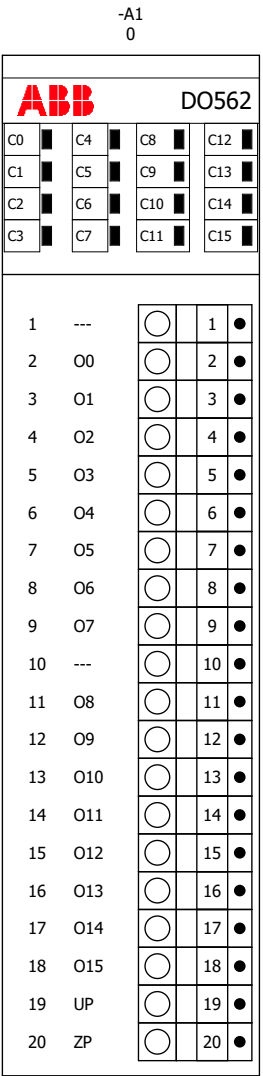 -A1
0
ABB DO562
C0 C4 C8 C12
C1 C5 C9 C13
C2 C6 C10 C14
C3 C7 C11 C15
1 --- 1
2 O0 2
3 O1 3
4 O2 4
5 O3 5
6 O4 6
7 O5 7
8 O6 8
9 O7 9
10 --- 10
11 O8 11
12 O9 12
13 O10 13
14 O11 14
15 O12 15
16 O13 16
17 O14 17
18 O15 18
19 UP 19
20 ZP 20